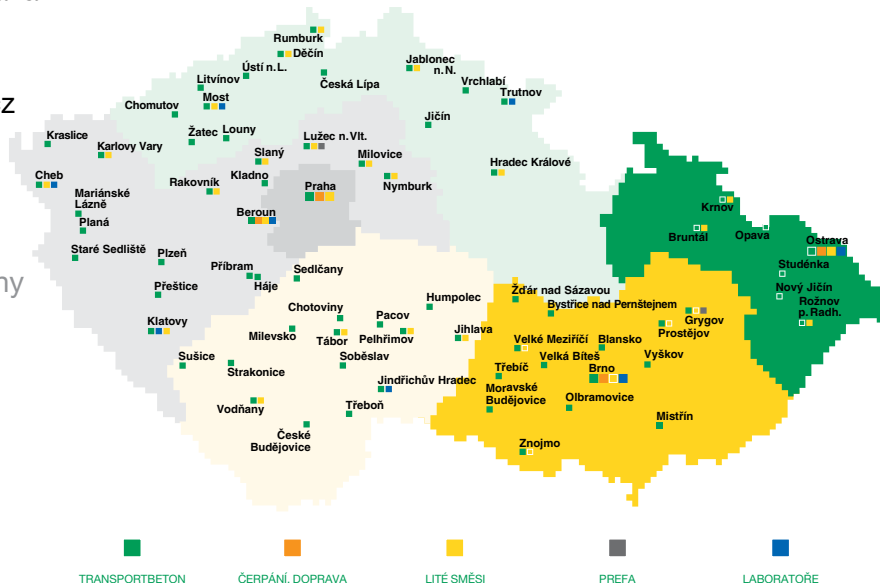 z
ny
Rumburk
Děčín
Ústí n. L.
Litvínov
Most
Chomutov
Česká Lípa
Jablonec
n. N.
Vrchlabí
Trutnov
Jičín
Kraslice
Karlovy Vary
Žatec
Louny
Lužec n. Vlt.
Slaný
Milovice
Hradec Králové
Cheb
Mariánské
Lázně
Planá
Rakovník
Kladno
Praha
Nymburk
Beroun
Krnov
Bruntál
Opava
Ostrava
Studénka
Nový Jičín
Rožnov
p. Radh.
Staré Sedliště
Plzeň
Příbram
Háje
Sedlčany
Přeštice
Chotoviny
Humpolec
Žďár nad Sázavou
Bystřice nad Pernštejnem
Grygov
Prostějov
Klatovy
Milevsko
Tábor
Pacov
Pelhřimov
Jihlava
Velké Meziříčí
Blansko
Velká Bíteš
Vyškov
Sušice
Strakonice
Soběslav
Jindřichův Hradec
Třebíč
Brno
Moravské
Budějovice
Olbramovice
Vodňany
Třeboň
České
Budějovice
Mistřín
Znojmo
TRANSPORTBETON
ČERPÁNÍ, DOPRAVA
LITÉ SMĚSI
PREFA
LABORATOŘE